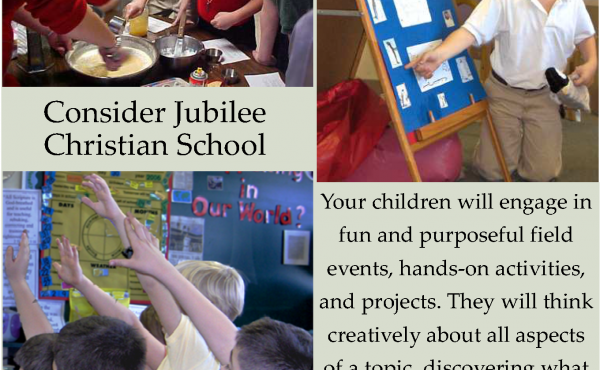 Consider Jubilee
Christian School
in
Our World?
Your children will engage in
fun and purposeful field
events, hands-on activities,
and projects. They will think
creatively about all aspects
of a topic, discovering what